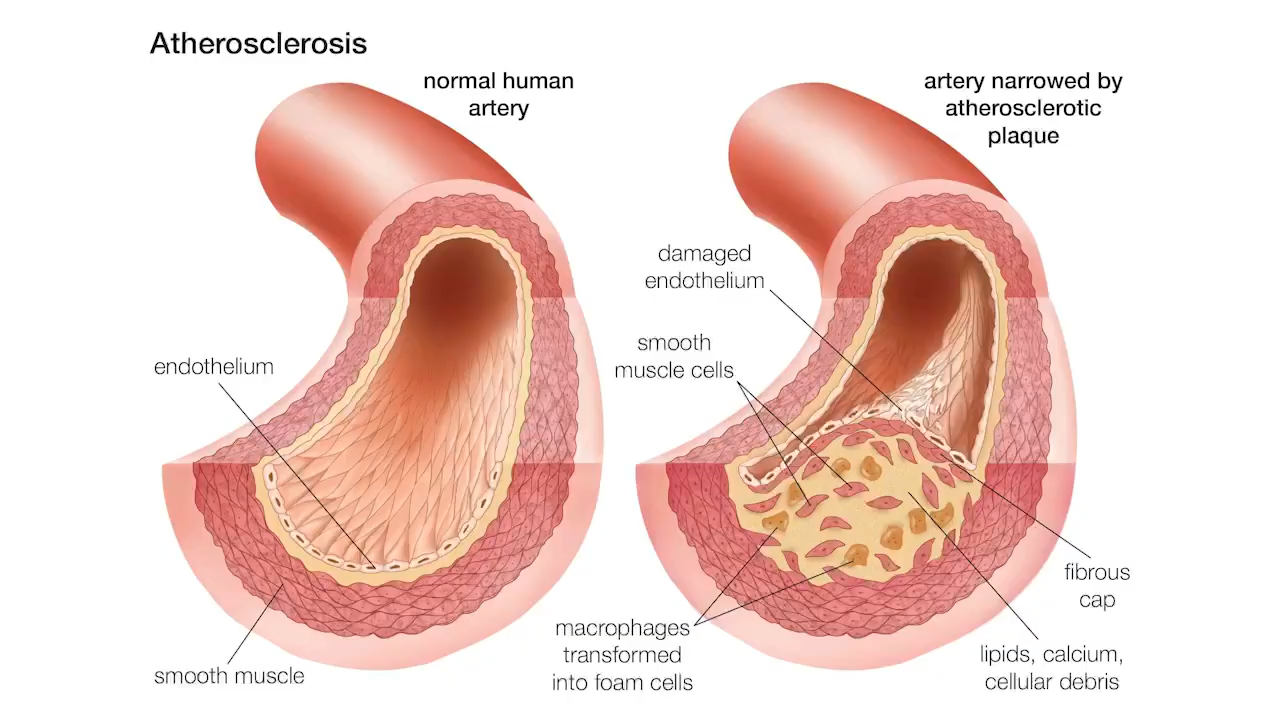 Atherosclerosis
normal human
artery
artery narrowed by
atherosclerotic
plaque
damaged
endothelium
smooth
muscle cells
endothelium
fibrous
cap
macrophages
transformed
into foam cells
lipids, calcium,
cellular debris
smooth muscle